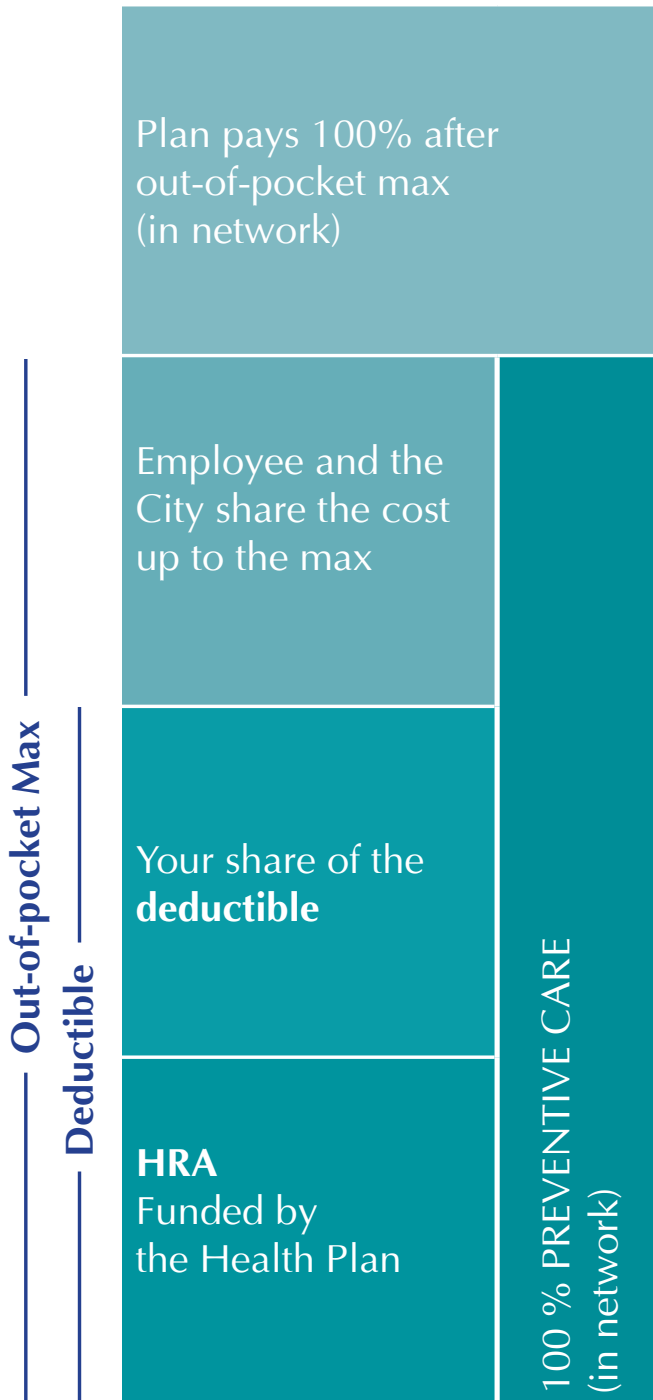 Plan pays 100% after
out-of-pocket max
(in network)
Employee and the
City share the cost
up to the max
Your share of the
deductible
HRA
Funded by
the Health Plan
Out-of-pocket Max
Deductible
100 % PREVENTIVE CARE
(in network)